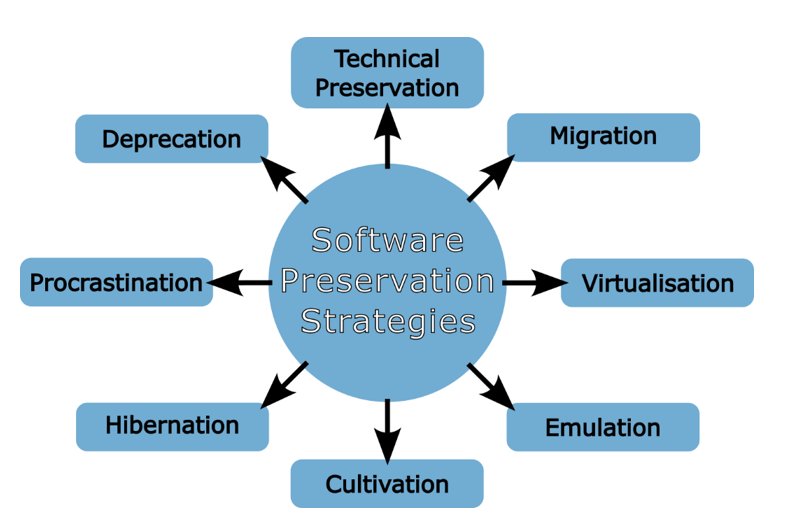 Technical
Preservation
Deprecation
Migration
Software
Preservation
Strategies
Procrastination
Virtualisation
Hibernation
Emulation
Cultivation